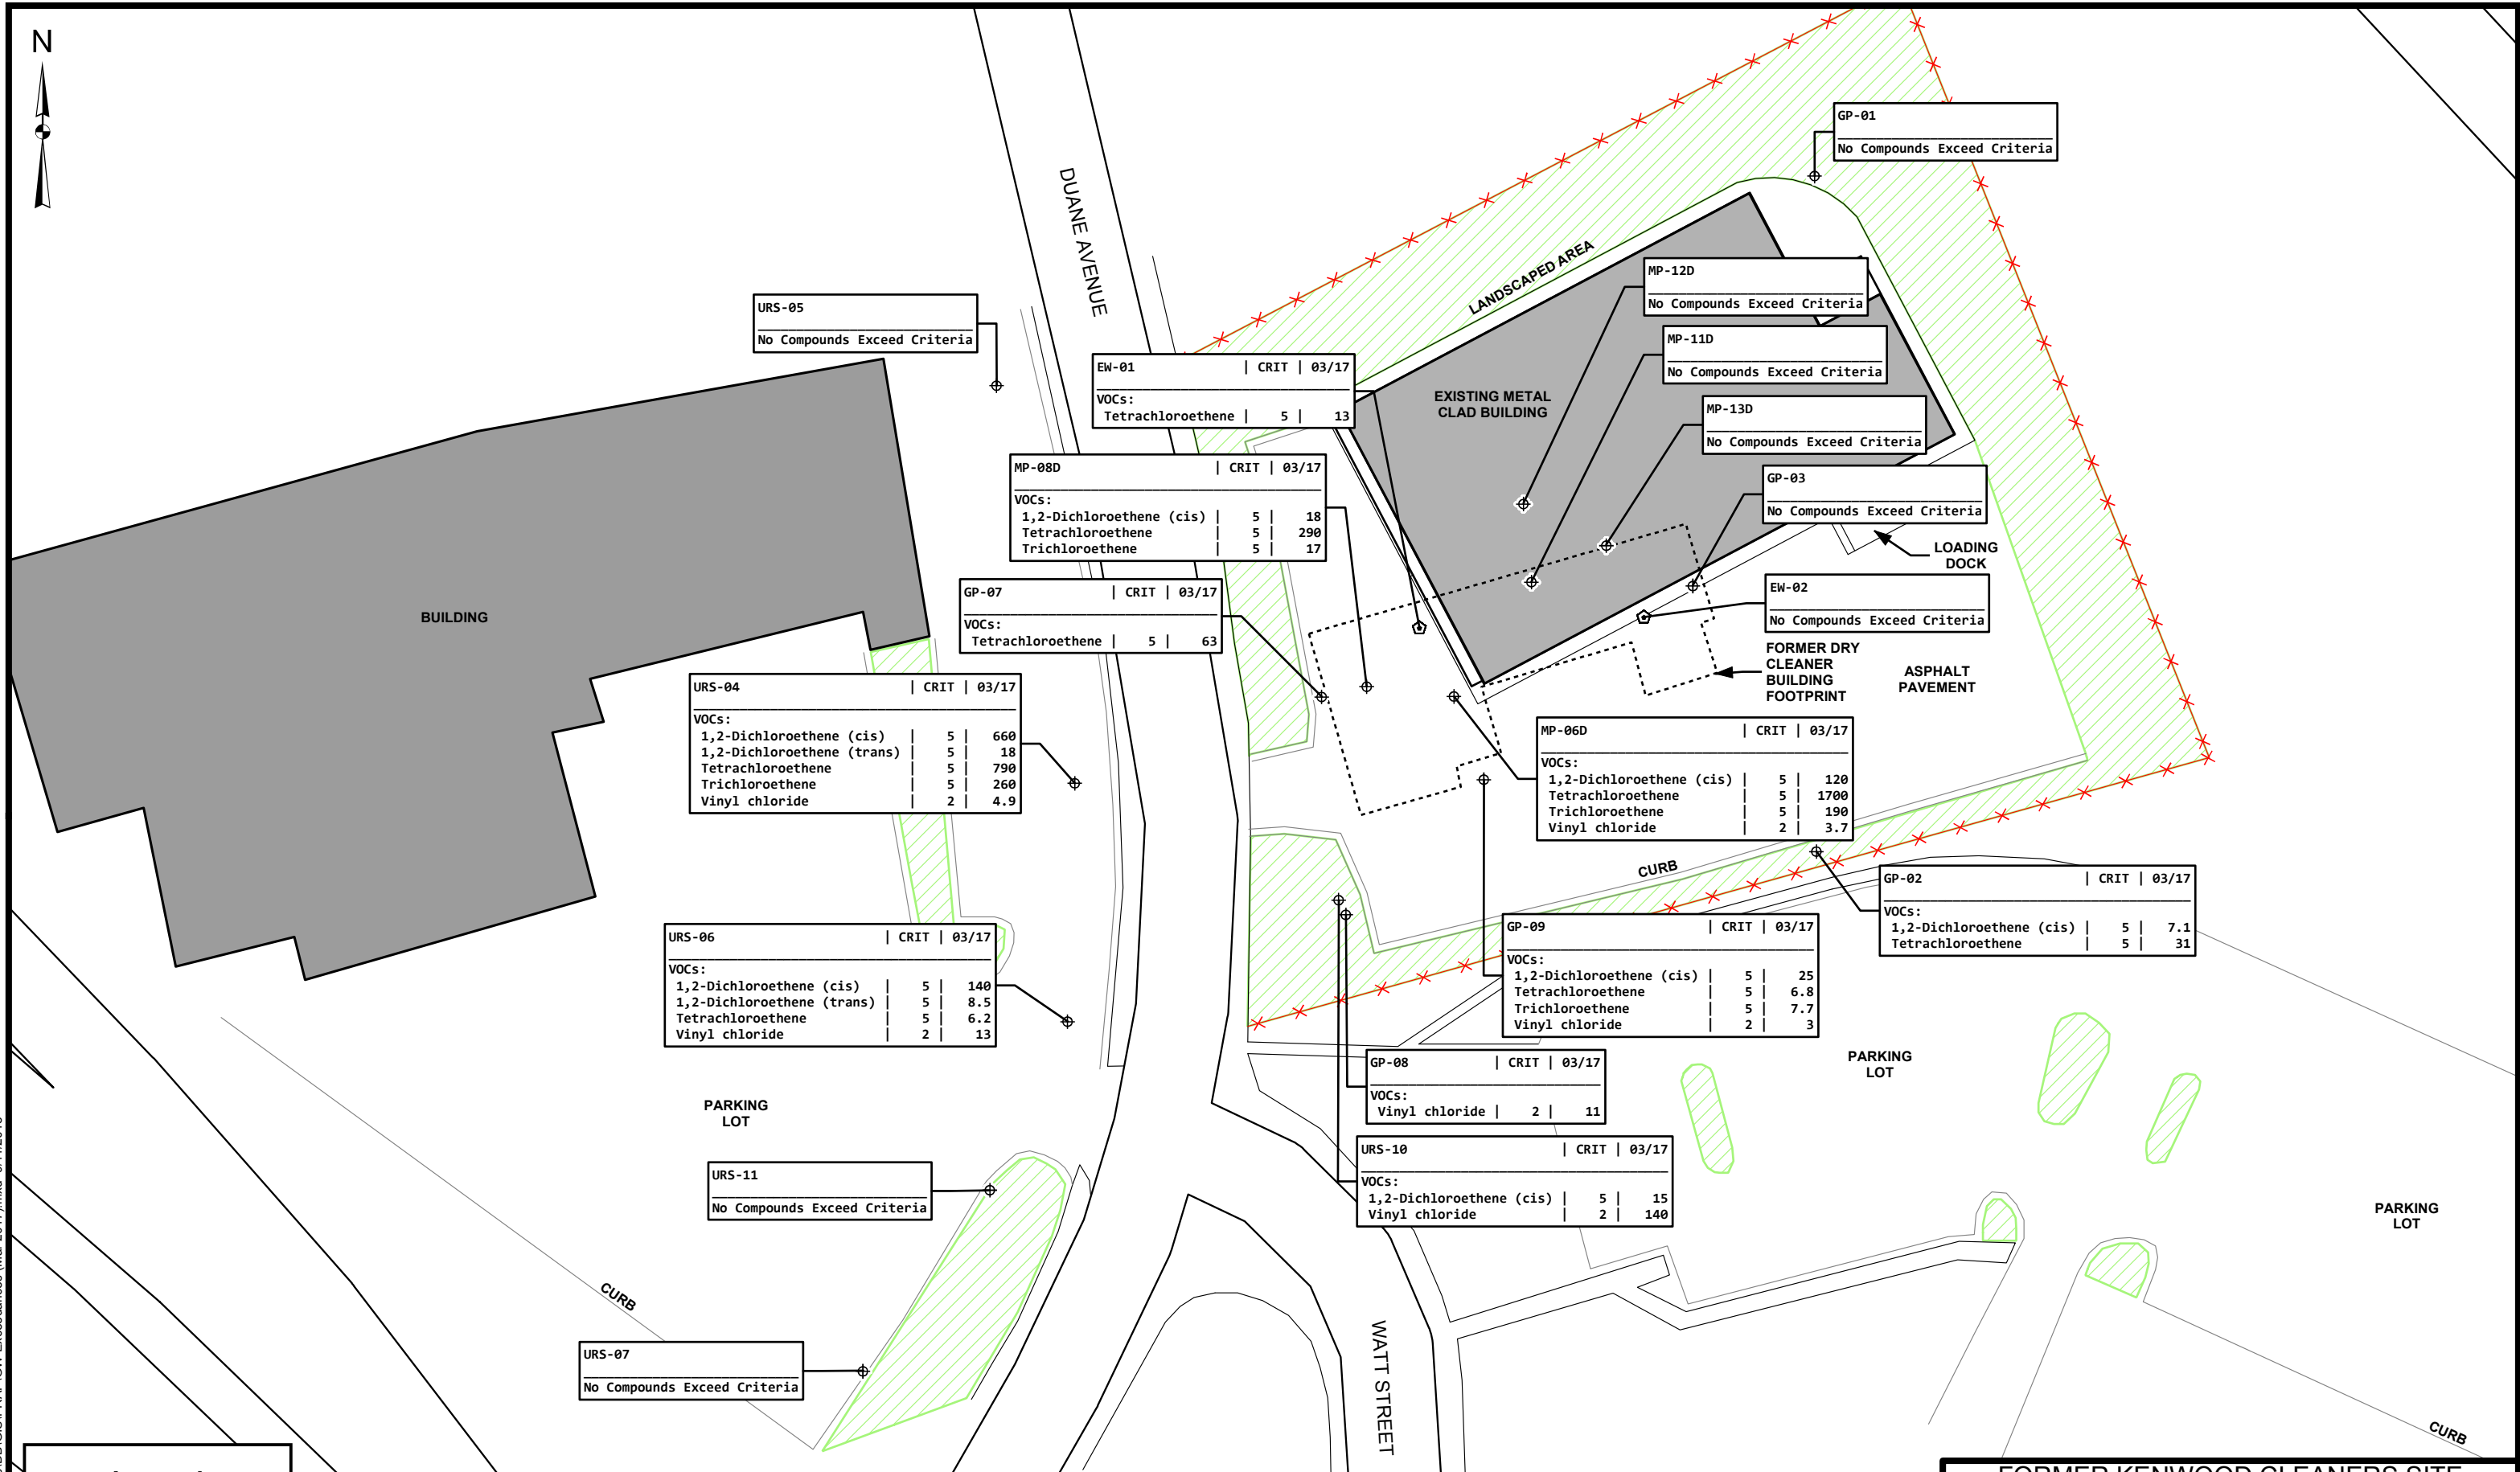 N
DUANE AVENUE
GP-01
No Compounds Exceed Criteria
LANDSCAPED AREA
MP-12D
No Compounds Exceed Criteria
URS-05
No Compounds Exceed Criteria
MP-11D
No Compounds Exceed Criteria
EW-01 | CRIT | 03/17
VOCs:
Tetrachloroethene | 5 | 13
EXISTING METAL
CLAD BUILDING
MP-13D
No Compounds Exceed Criteria
MP-08D | CRIT | 03/17
VOCs:
1,2-Dichloroethene (cis) | 5 | 18
Tetrachloroethene | 5 | 290
Trichloroethene | 5 | 17
GP-03
No Compounds Exceed Criteria
LOADING
DOCK
GP-07 | CRIT | 03/17
VOCs:
Tetrachloroethene | 5 | 63
EW-02
No Compounds Exceed Criteria
BUILDING
FORMER DRY
CLEANER
BUILDING
FOOTPRINT
ASPHALT
PAVEMENT
URS-04 | CRIT | 03/17
VOCs:
1,2-Dichloroethene (cis) | 5 | 660
1,2-Dichloroethene (trans) | 5 | 18
Tetrachloroethene | 5 | 790
Trichloroethene | 5 | 260
Vinyl chloride | 2 | 4.9
MP-06D | CRIT | 03/17
VOCs:
1,2-Dichloroethene (cis) | 5 | 120
Tetrachloroethene | 5 | 1700
Trichloroethene | 5 | 190
Vinyl chloride | 2 | 3.7
CURB
GP-02 | CRIT | 03/17
VOCs:
1,2-Dichloroethene (cis) | 5 | 7.1
Tetrachloroethene | 5 | 31
URS-06 | CRIT | 03/17
VOCs:
1,2-Dichloroethene (cis) | 5 | 140
1,2-Dichloroethene (trans) | 5 | 8.5
Tetrachloroethene | 5 | 6.2
Vinyl chloride | 2 | 13
GP-09 | CRIT | 03/17
VOCs:
1,2-Dichloroethene (cis) | 5 | 25
Tetrachloroethene | 5 | 6.8
Trichloroethene | 5 | 7.7
Vinyl chloride | 2 | 3
GP-08 | CRIT | 03/17
VOCs:
Vinyl chloride | 2 | 11
PARKING
LOT
PARKING
LOT
URS-10 | CRIT | 03/17
VOCs:
1,2-Dichloroethene (cis) | 5 | 15
Vinyl chloride | 2 | 140
URS-11
No Compounds Exceed Criteria
PARKING
LOT
CURB
URS-07
No Compounds Exceed Criteria
WATT STREET
CURB
FORMER KENWOOD CLEANERS SITE